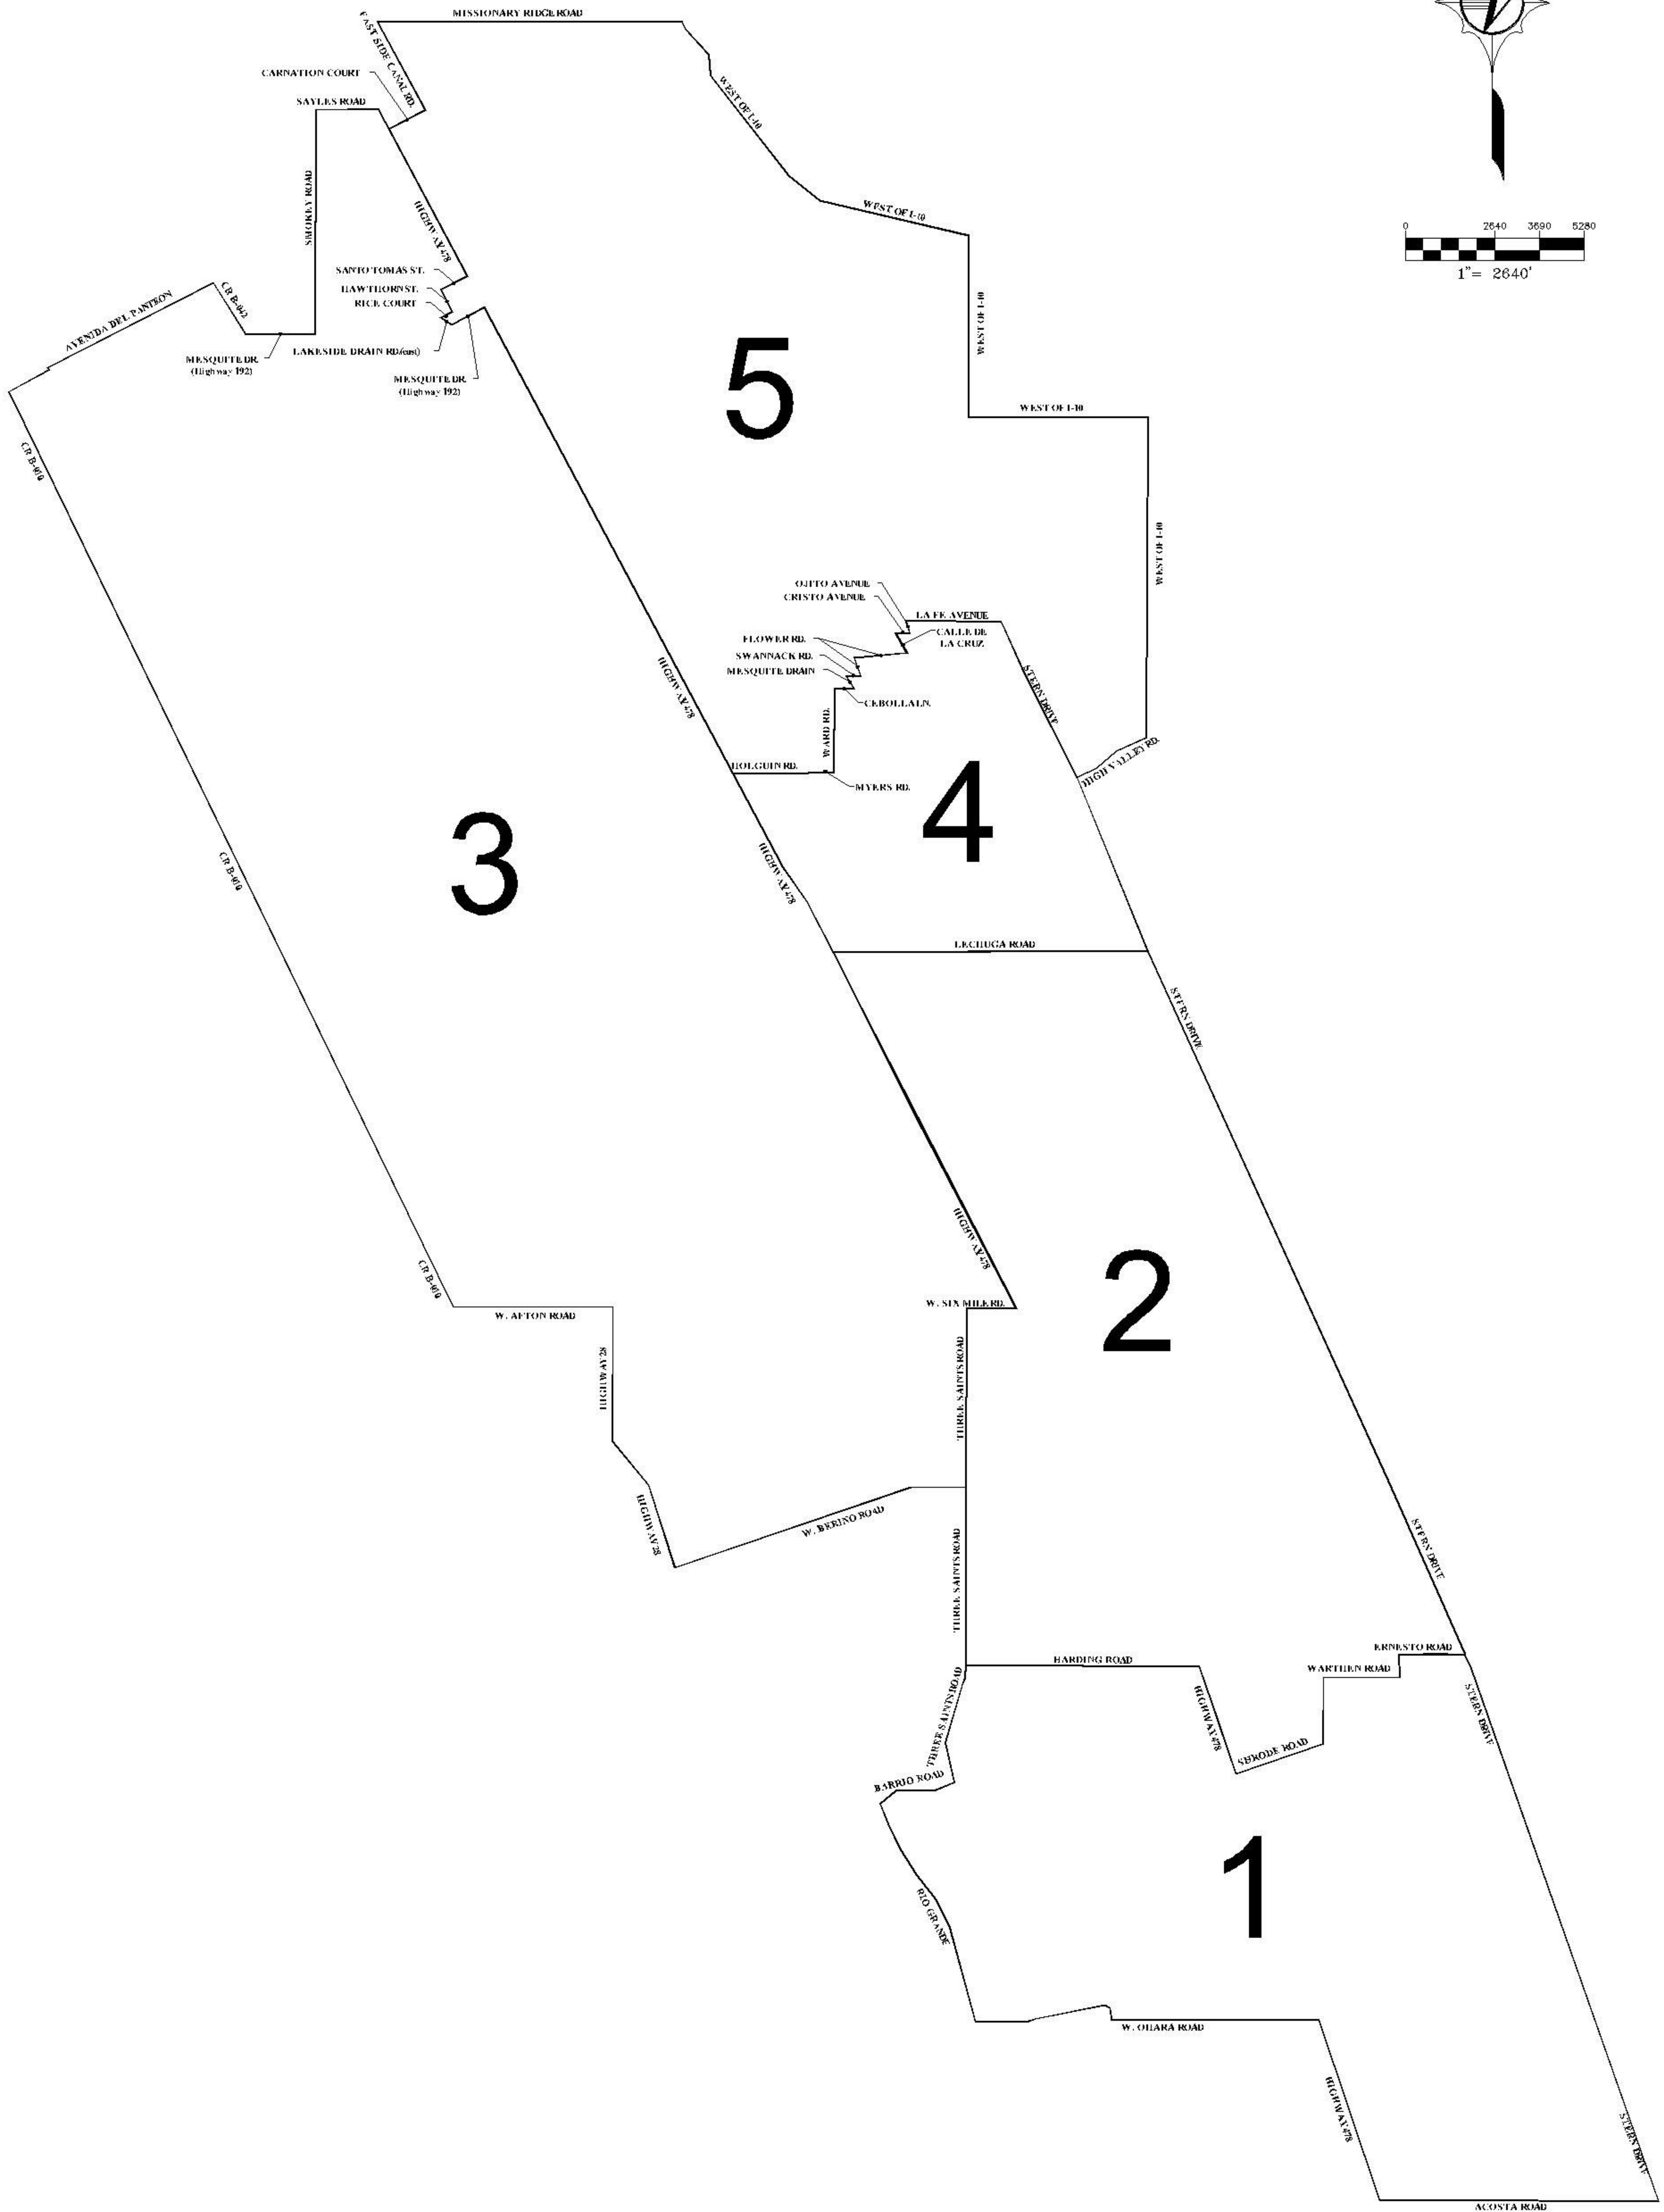 MISSIONARY RIDGE ROAD
EAST SIDE CANAL RD.
CARNATION COURT
SAYLES ROAD
WEST OF I-10
SMOKEY ROAD
HIGHWAY 478
WEST OF I-10
0 2640 3690 5280
1"= 2640'
SANTO TOMAS ST.
HAWTHORN ST.
RICE COURT
LAKESIDE DRAIN RD.(east)
MESQUITE DR.
(Highway 192)
AVENIDA DEL PANTEON
CR B-042
MESQUITE DR.
(Highway 192)
WEST OF I-10
5
WEST OF I-10
CR B-010
WEST OF I-10
OJITO AVENUE
CRISTO AVENUE
LA FE AVENUE
CALLE DE
LA CRUZ
FLOWER RD.
SWANNACK RD.
MESQUITE DRAIN
CEBOLLA LN.
STERN DRIVE
HIGHWAY 478
WARD RD.
HIGH VALLEY RD.
HOLGUIN RD.
MYERS RD.
4
3
CR B-010
HIGHWAY 478
LECHUGA ROAD
STERN DRIVE
HIGHWAY 478
CR B-010
2
W. SIX MILE RD.
W. AFTON ROAD
HIGHWAY 28
THREE SAINTS ROAD
HIGHWAY 28
W. BERINO ROAD
THREE SAINTS ROAD
STERN DRIVE
ERNESTO ROAD
HARDING ROAD
WARTHEN ROAD
THREE SAINTS ROAD
HIGHWAY 478
STERN DRIVE
SHRODE ROAD
BARRIO ROAD
1
RIO GRANDE
W. OHARA ROAD
HIGHWAY 478
STERN DRIVE
ACOSTA ROAD